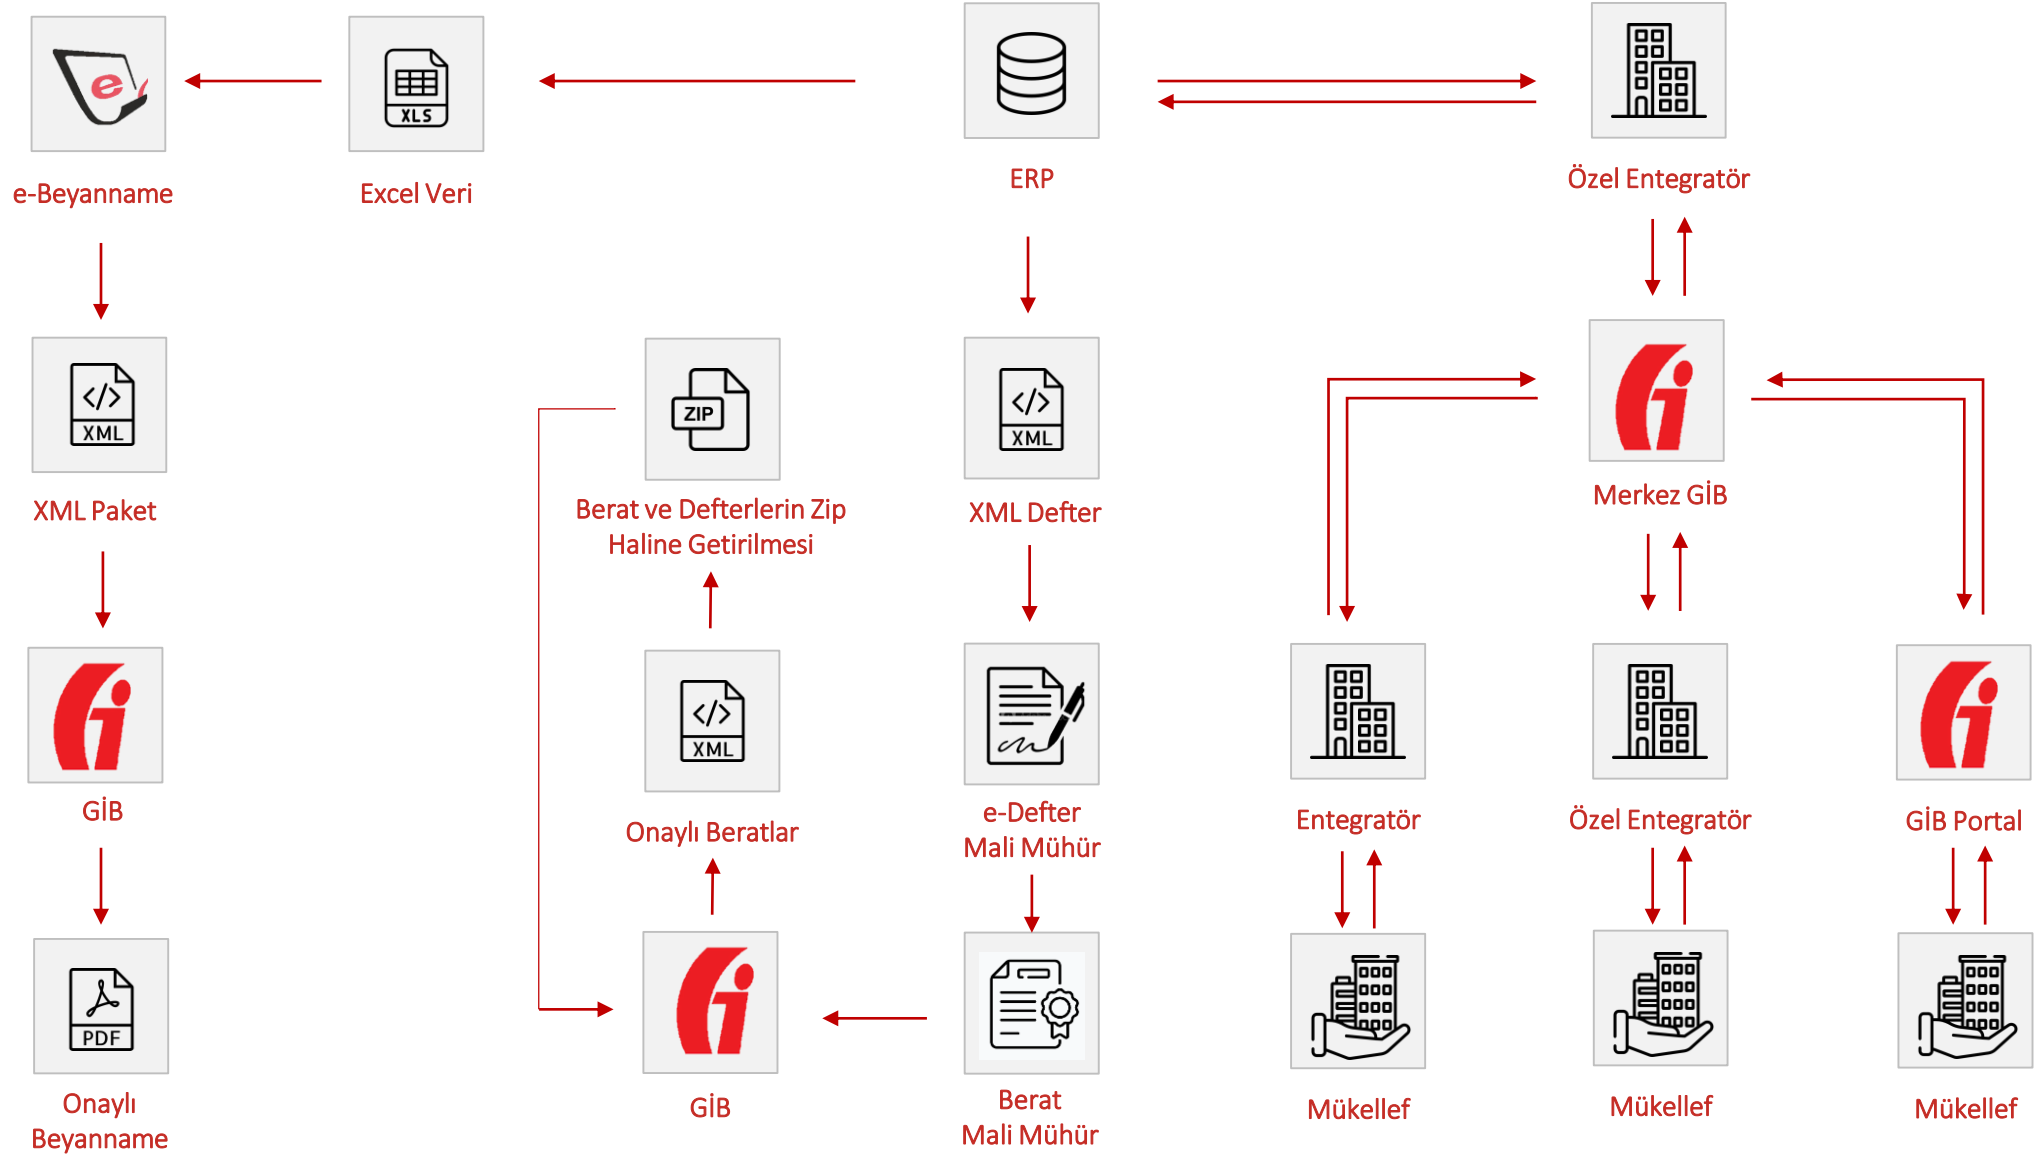 e
XLS
e-Beyanname
Excel Veri
ERP
Özel Entegratör
XML
ZIP
XML
XML Paket
Berat ve Defterlerin Zip
Haline Getirilmesi
XML Defter
Merkez GİB
XML
GİB
Onaylı Beratlar
e-Defter
Mali Mühür
Entegratör
Özel Entegratör
GİB Portal
PDF
Onaylı
Beyanname
GİB
Berat
Mali Mühür
Mükellef
Mükellef
Mükellef